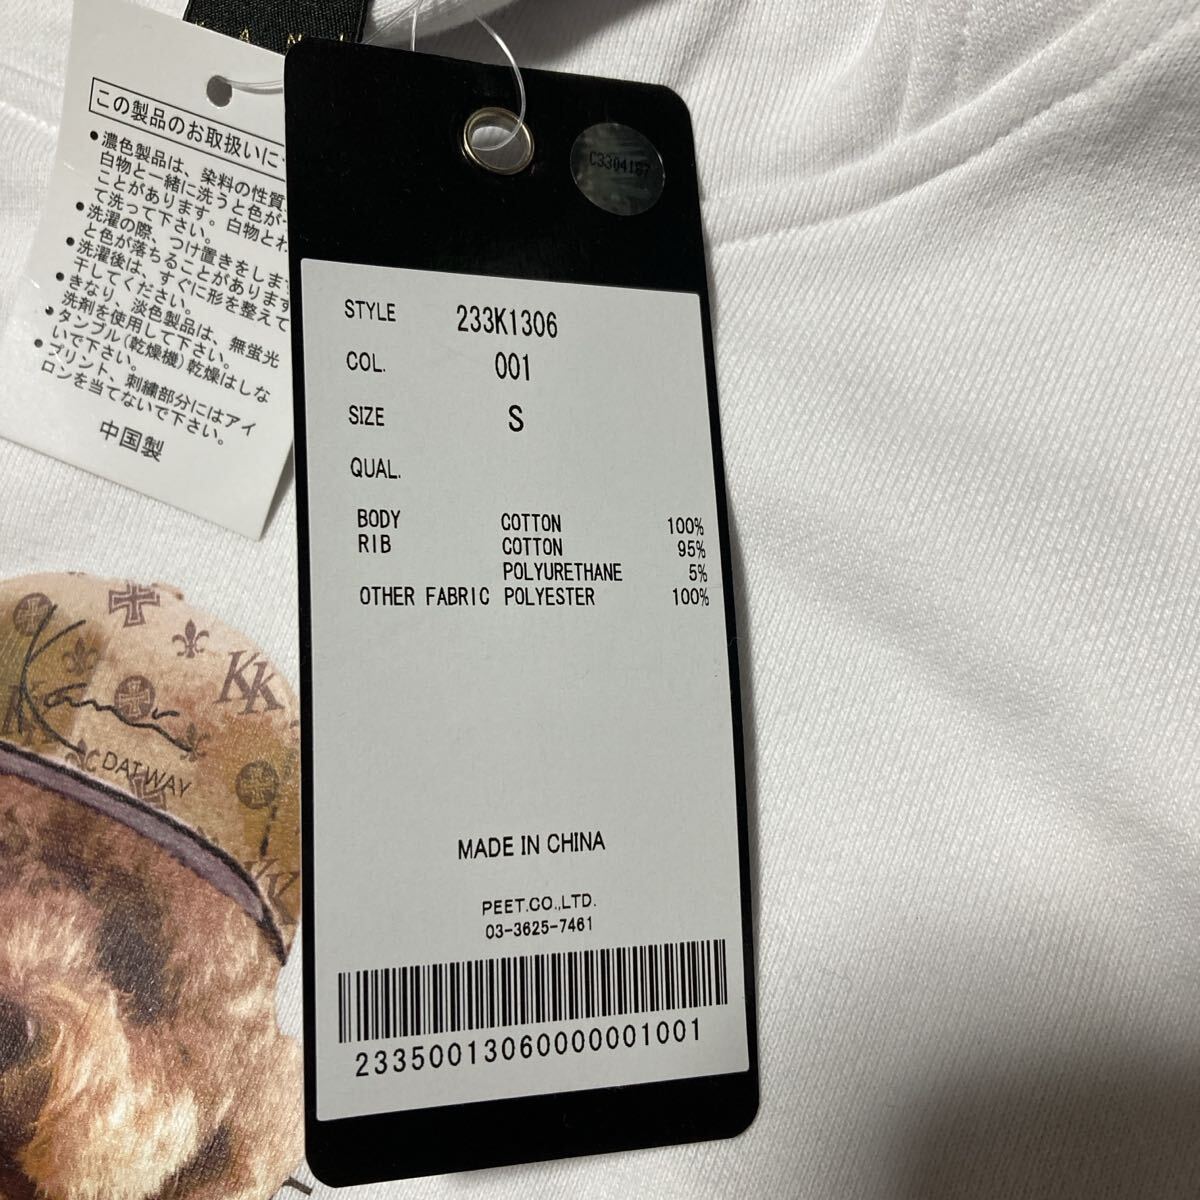 この製品のお取扱いに
●濃色製品は、染料の性質
白物と一緒に洗うと色が
ことがあります。白物とわ
て洗って下さい。
●洗濯の際、つけ置きをしま
と色が落ちることがあります
●洗濯後は、すぐに形を整えて
干してください。
●きなり、淡色製品は、無蛍光
洗剤を使用して下さい。
●タンブル(乾燥機)乾燥はしな
いで下さい。
●プリント、刺繍部分にはアイ
ロンを当てないで下さい。
中国製
C3304187
STYLE 233K1306
COL. 001
SIZE S
QUAL.
BODY COTTON 100%
RIB COTTON 95%
POLYURETHANE 5%
OTHER FABRIC POLYESTER 100%
MADE IN CHINA
PEET.CO.,LTD.
03-3625-7461
23350013060000001001
KK
Kani
DATWAY
KK